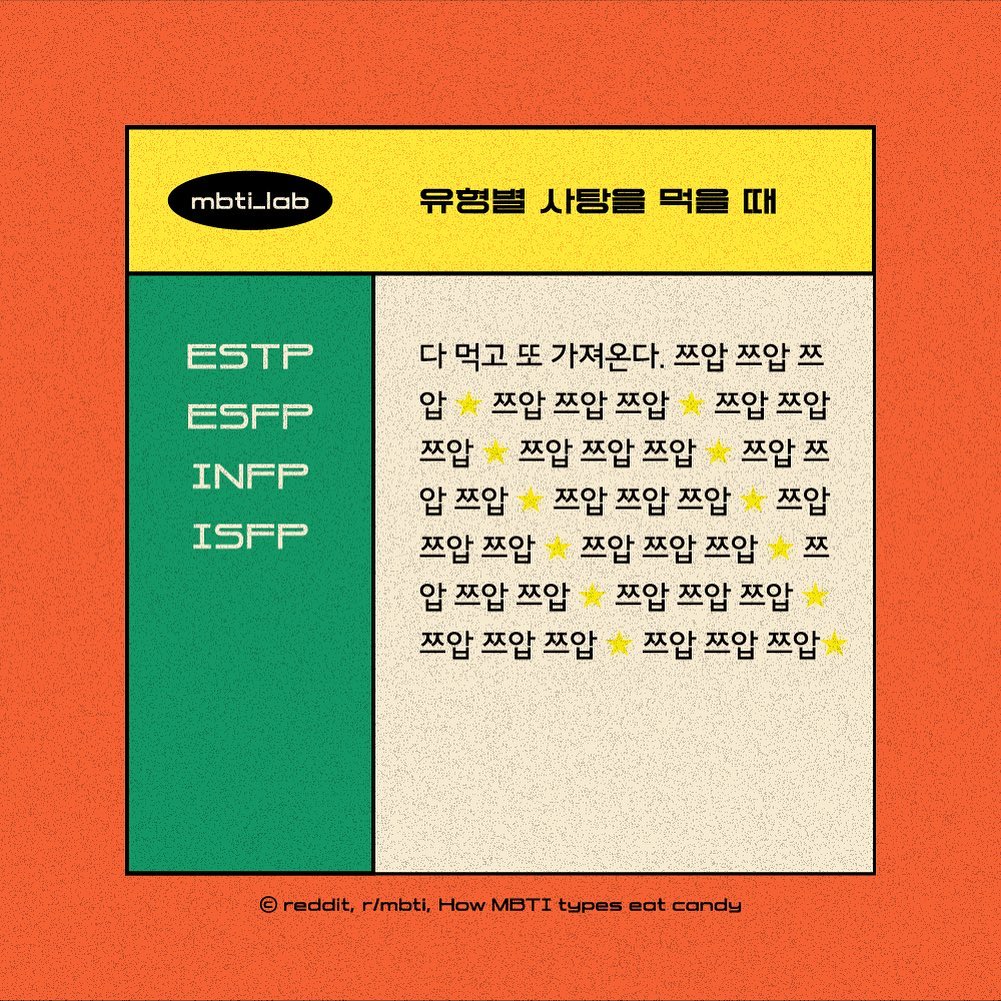 mbti_lab
유형별 사탕을 먹을 때
ESTP
ESFP
INFP
ISFP
다 먹고 또 가져온다. 쯔압 쯔압 쯔
압 ⭐ 쯔압 쯔압 쯔압 ⭐ 쯔압 쯔압
쯔압 ⭐ 쯔압 쯔압 쯔압 ⭐ 쯔압 쯔
압 쯔압 ⭐ 쯔압 쯔압 쯔압 ⭐ 쯔압
쯔압 쯔압 ⭐ 쯔압 쯔압 쯔압 ⭐ 쯔
압 쯔압 쯔압 ⭐ 쯔압 쯔압 쯔압 ⭐
쯔압 쯔압 쯔압 ⭐ 쯔압 쯔압 쯔압⭐
© reddit, r/mbti, How MBTI types eat candy